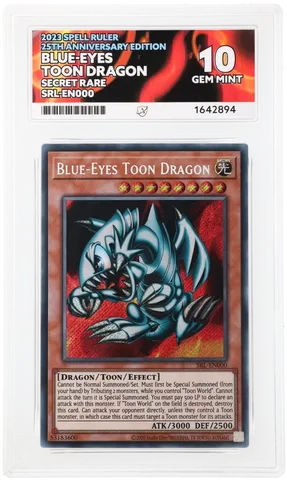 2023 SPELL RULER
25TH ANNIVERSARY EDITION
BLUE-EYES
TOON DRAGON
SECRET RARE
SRL-EN000
10
GEM MINT
1642894
BLUE-EYES TOON DRAGON
SRL-EN000
[DRAGON/TOON/EFFECT]
Cannot be Normal Summoned/Set. Must first be Special Summoned (from
your hand) by Tributing 2 monsters, while you control "Toon World". Cannot
attack the turn it is Special Summoned. You must pay 500 LP to declare an
attack with this monster. If "Toon World" on the field is destroyed, destroy
this card. Can attack your opponent directly, unless they control a Toon
monster, in which case this card must target a Toon monster for its attacks.
ATK/3000 DEF/2500
53183600